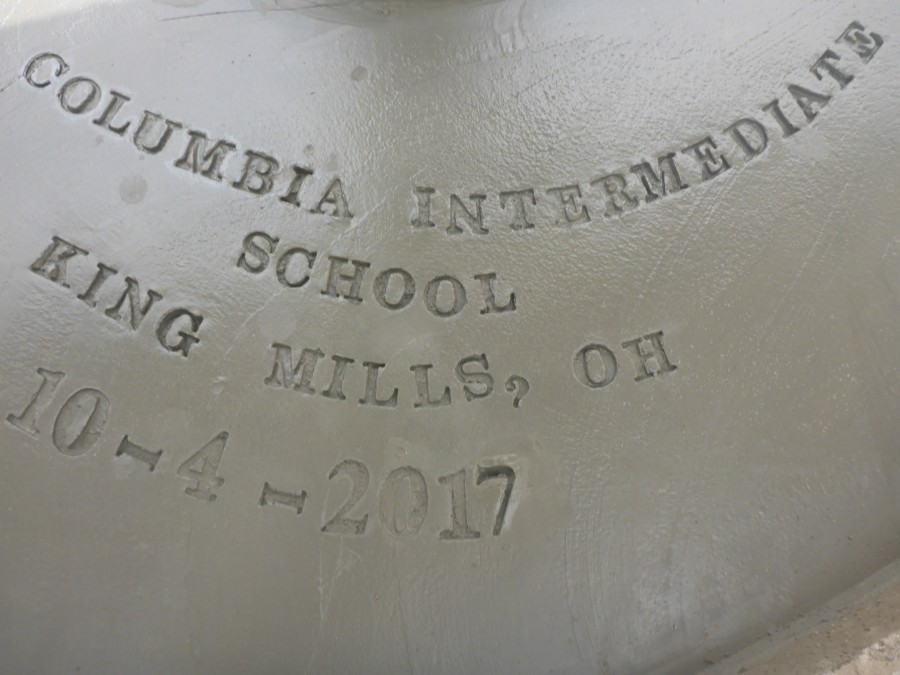 COLUMBIA INTERMEDIATE
SCHOOL
KING MILLS, OH
10-4-2017